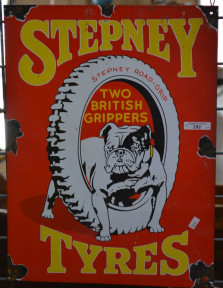 STEPNEY
STEPNEY ROAD-GRIP
TWO
BRITISH
GRIPPERS
TYRES